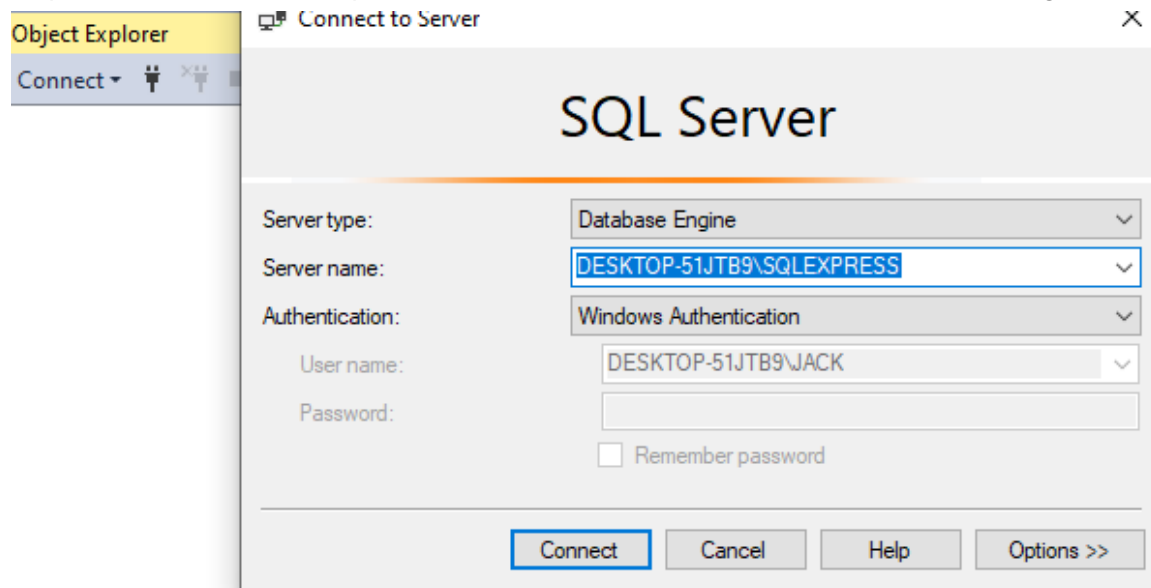 Connect to Server
Object Explorer
Connect
SQL Server
Server type: Database Engine
Server name: DESKTOP-51JTB9\SQLEXPRESS
Authentication: Windows Authentication
User name: DESKTOP-51JTB9\JACK
Password:
Remember password
Connect Cancel Help Options >>